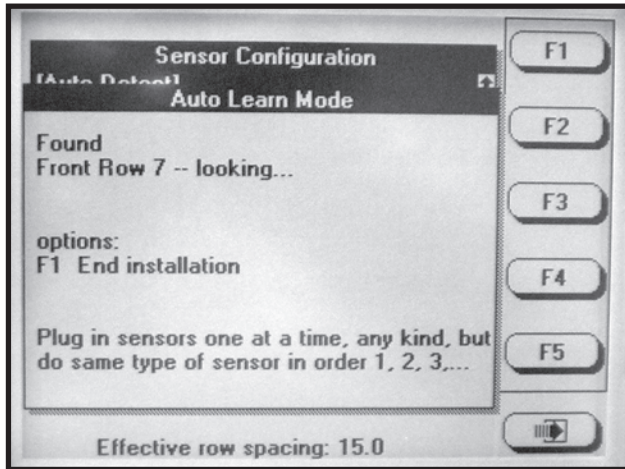 Sensor Configuration
[Auto Detect]
Auto Learn Mode
Found
Front Row 7 -- looking...
options:
F1 End installation
Plug in sensors one at a time, any kind, but
do same type of sensor in order 1, 2, 3,...
Effective row spacing: 15.0
F1
F2
F3
F4
F5